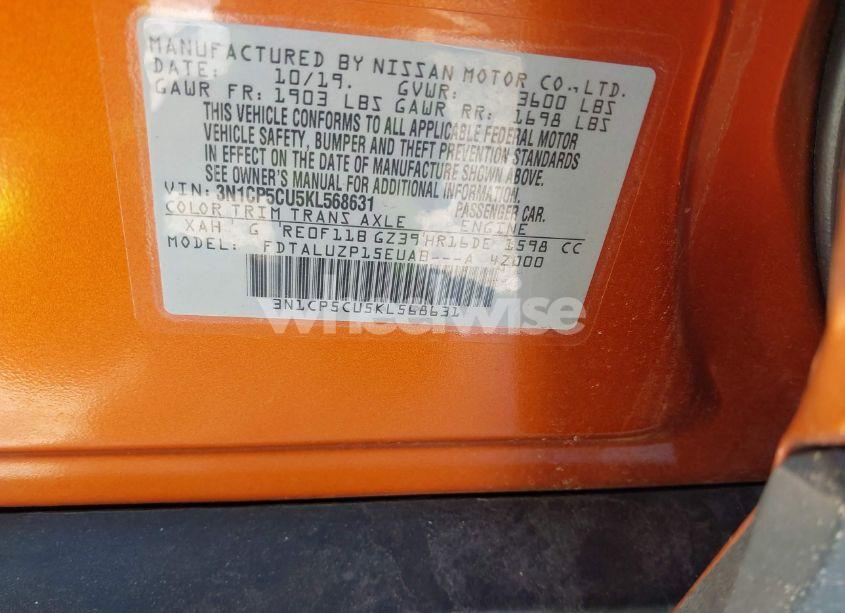 MANUFACTURED BY NISSAN MOTOR CO., LTD.
DATE: 10/19. GVWR: 3600 LBS
GAWR FR: 1903 LBS GAWR RR: 1698 LBS
THIS VEHICLE CONFORMS TO ALL APPLICABLE FEDERAL MOTOR
VEHICLE SAFETY, BUMPER AND THEFT PREVENTION STANDARDS
IN EFFECT ON THE DATE OF MANUFACTURE SHOWN ABOVE.
SEE OWNER'S MANUAL FOR ADDITIONAL INFORMATION.
VIN: 3N1CP5CU5KL568631 PASSENGER CAR.
COLOR TRIM TRANS AXLE ENGINE
XAH G RE0F11B GZ39 HR16DE 1598 CC
MODEL: FDTALUZP15EUAB---A 4Z000
3N1CP5CU5KL568631
wheelwise